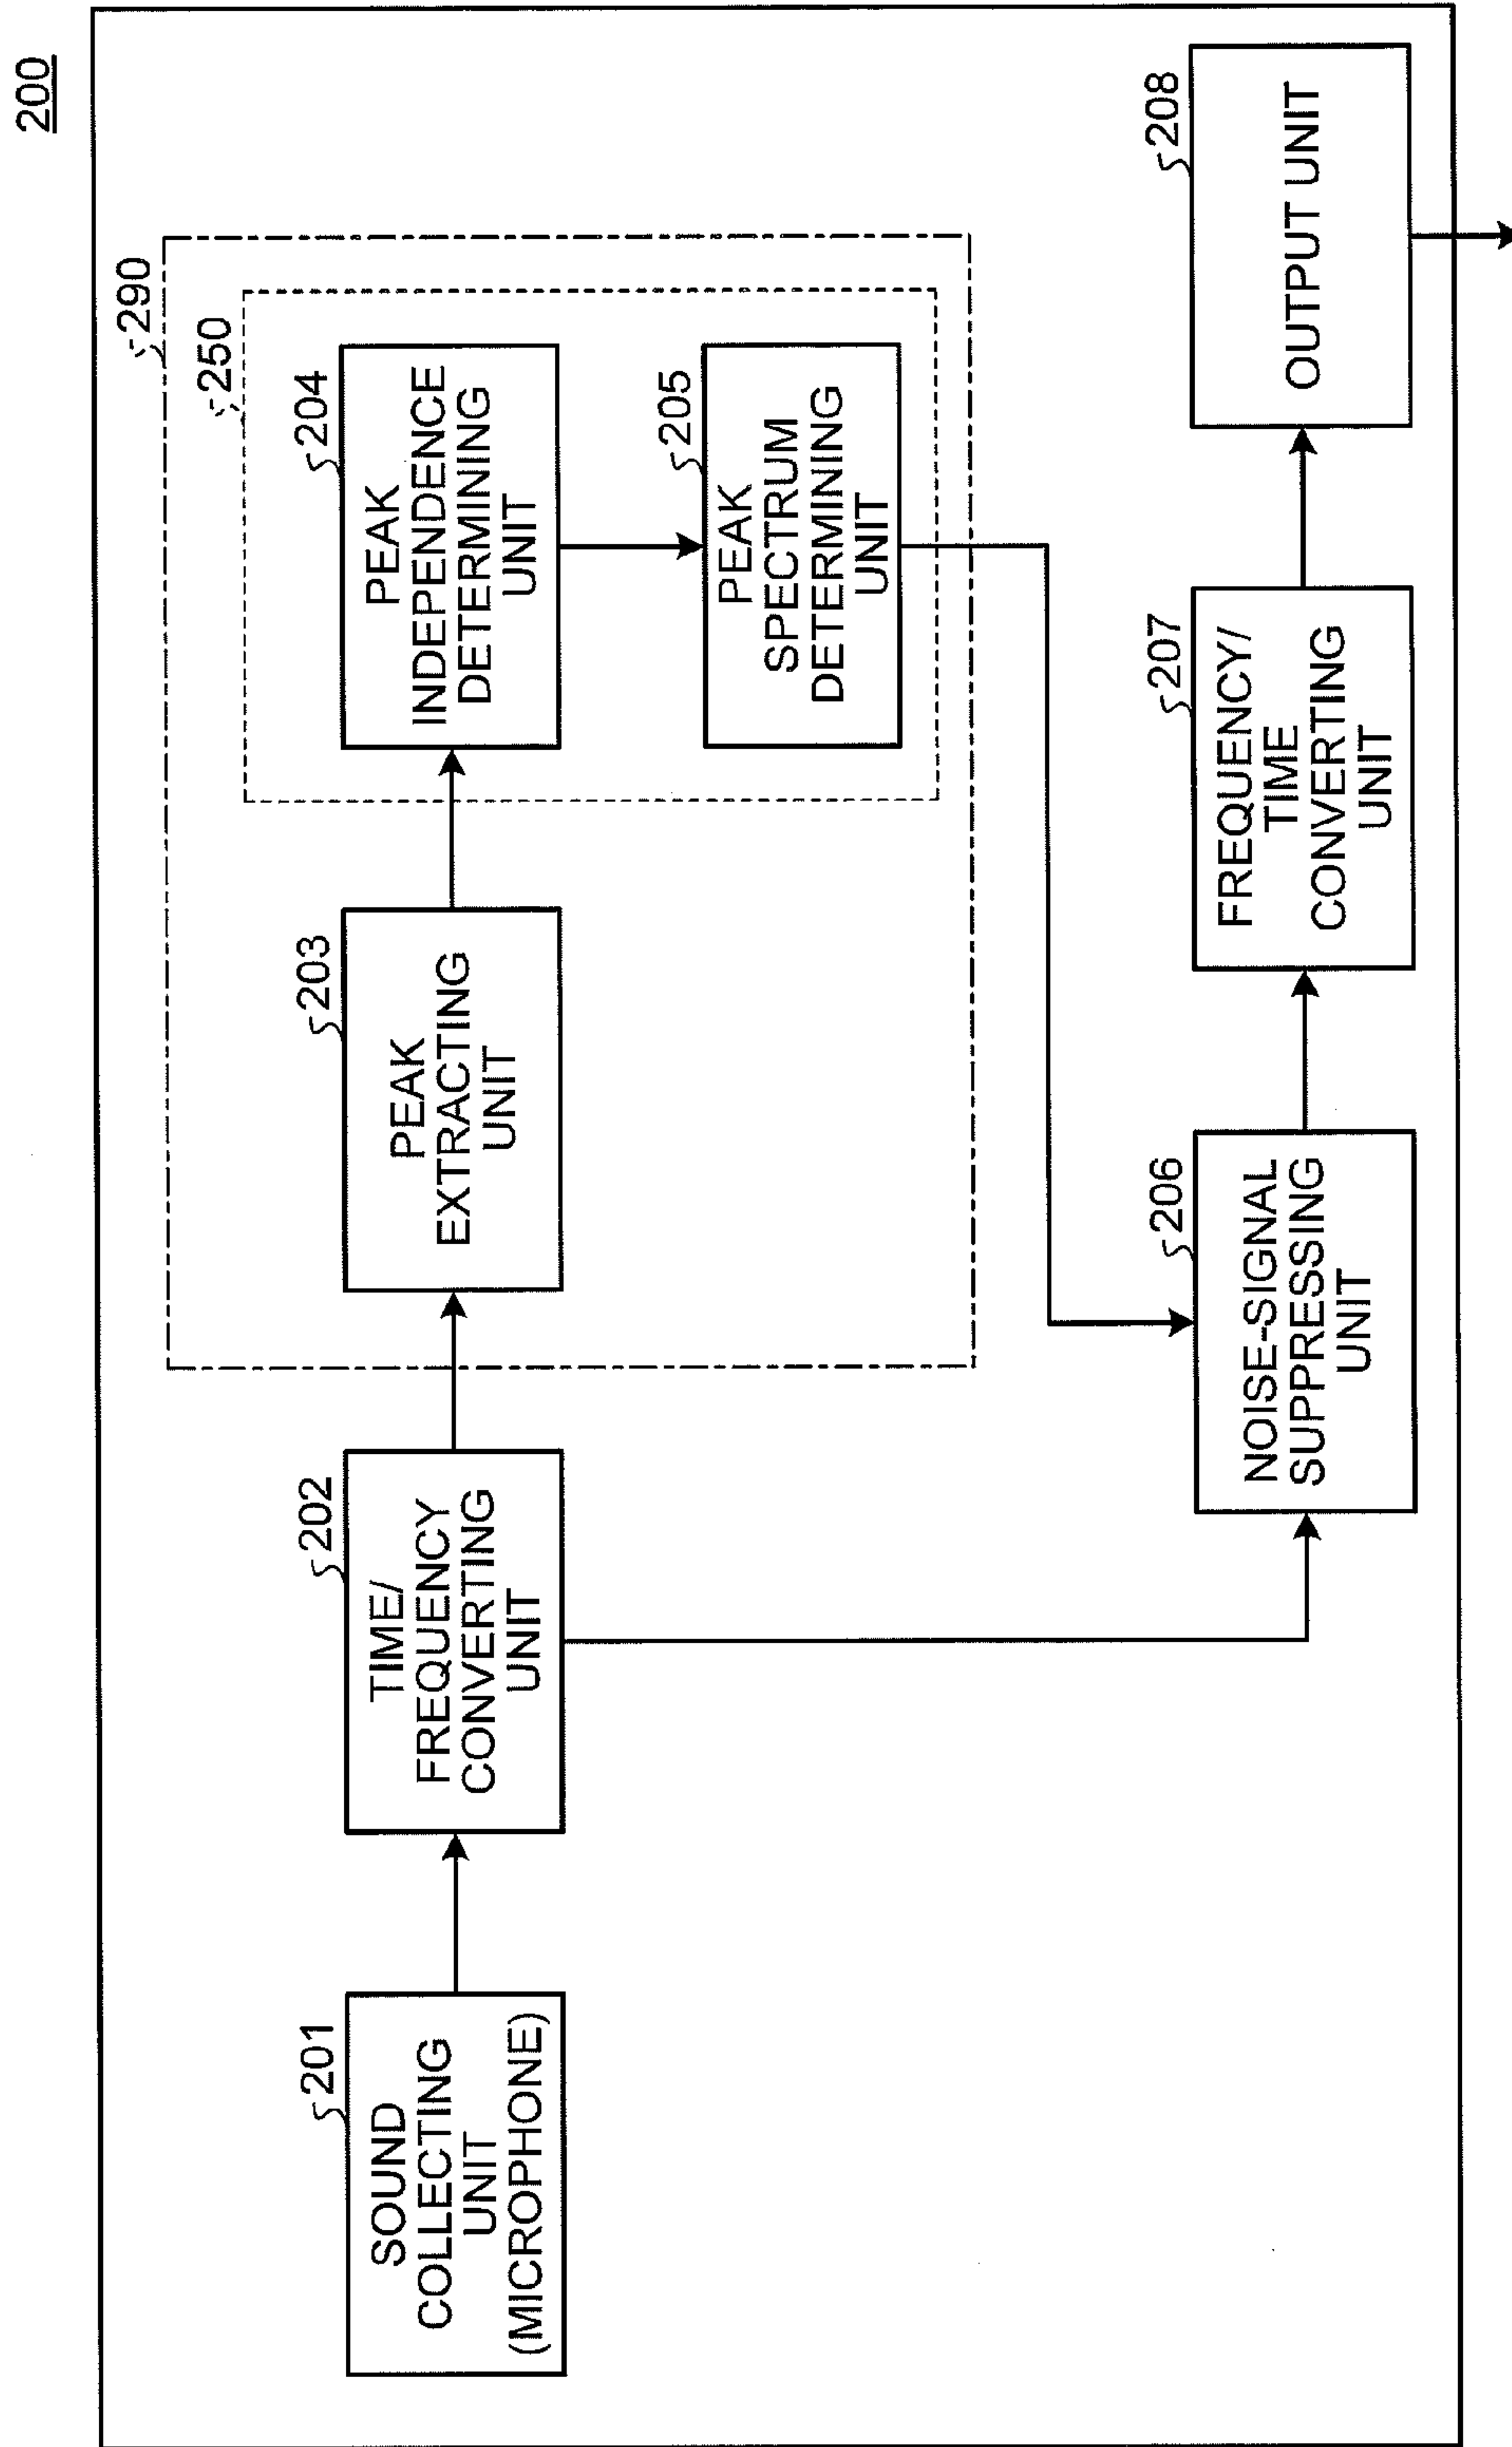 200
290
250
201
SOUND
COLLECTING
UNIT
(MICROPHONE)
202
TIME/
FREQUENCY
CONVERTING
UNIT
203
PEAK
EXTRACTING
UNIT
204
PEAK
INDEPENDENCE
DETERMINING
UNIT
205
PEAK
SPECTRUM
DETERMINING
UNIT
206
NOISE-SIGNAL
SUPPRESSING
UNIT
207
FREQUENCY/
TIME
CONVERTING
UNIT
208
OUTPUT UNIT